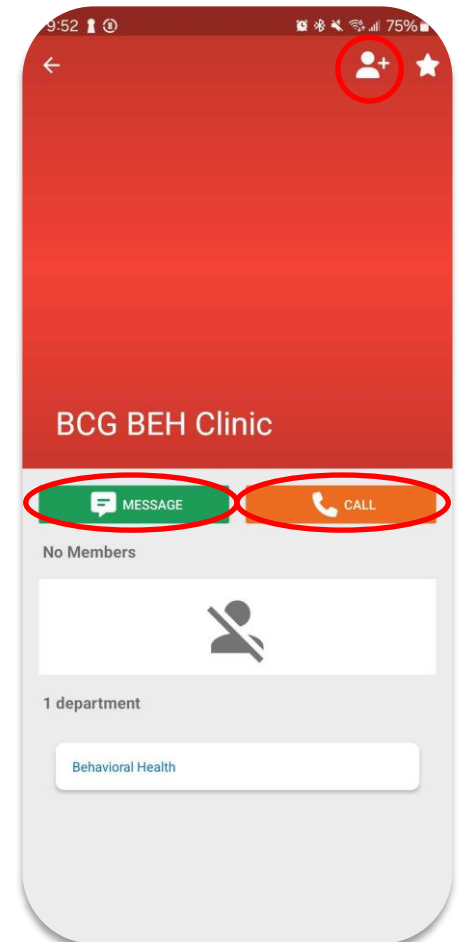 9:52
75%
BCG BEH Clinic
MESSAGE
CALL
No Members
1 department
Behavioral Health